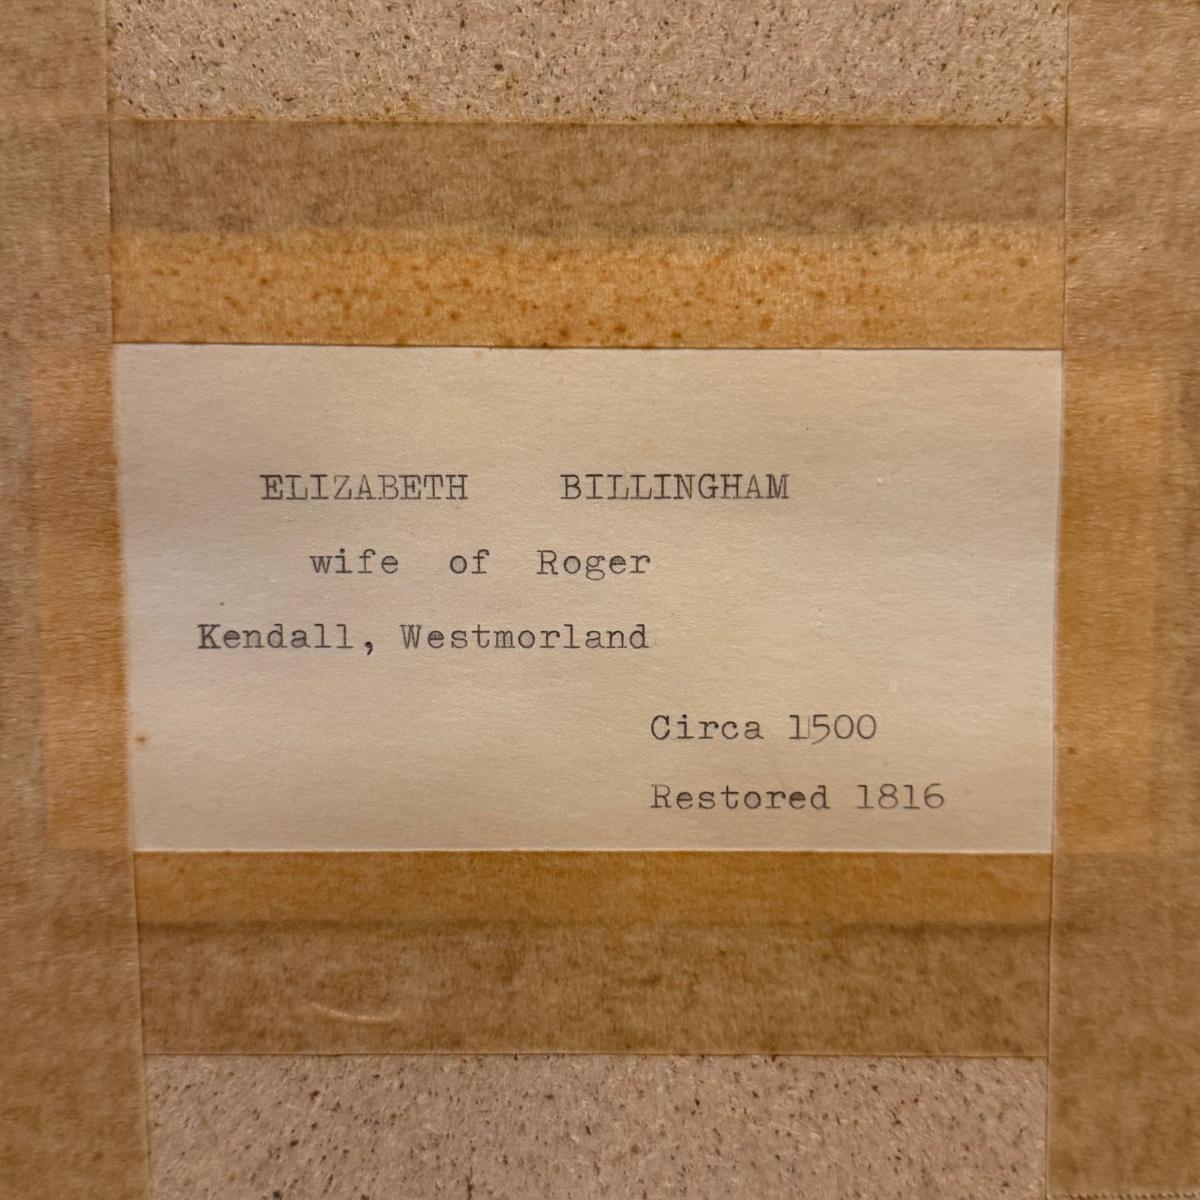 ELIZABETH BILLINGHAM
wife of Roger
Kendall, Westmorland
Circa 1500
Restored 1816